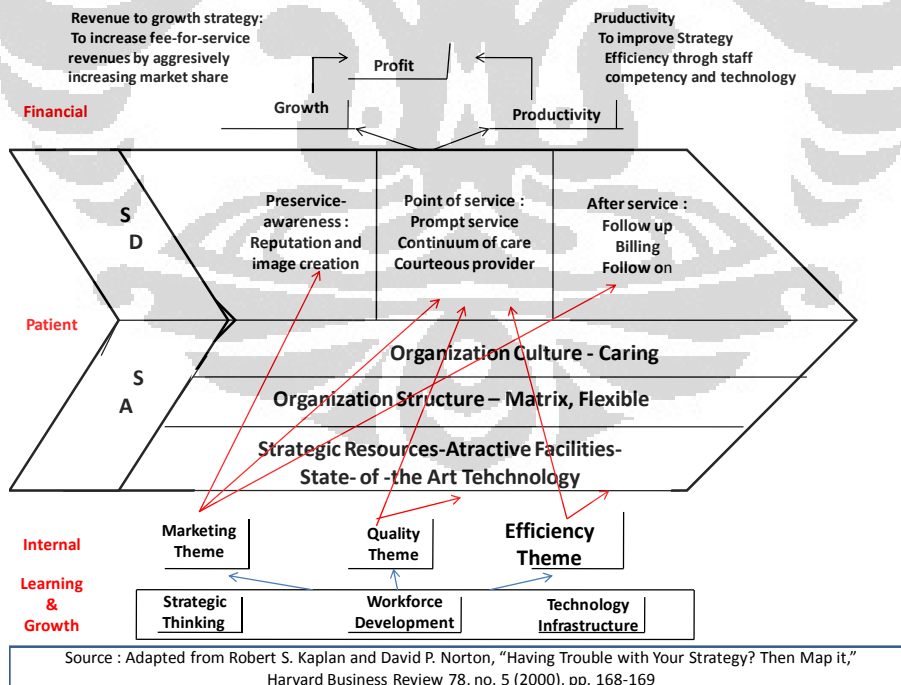 Revenue to growth strategy:
To increase fee-for-service
revenues by aggresively
increasing market share
Pruductivity
To improve Strategy
Efficiency throgh staff
competency and technology
Profit
Growth
Productivity
Financial
S
D
Preservice-
awareness :
Reputation and
image creation
Point of service :
Prompt service
Continuum of care
Courteous provider
After service :
Follow up
Billing
Follow on
Patient
S
A
Organization Culture - Caring
Organization Structure – Matrix, Flexible
Strategic Resources-Atractive Facilities-
State- of -the Art Tehchnology
Internal
Marketing
Theme
Quality
Theme
Efficiency
Theme
Learning
&
Growth
Strategic
Thinking
Workforce
Development
Technology
Infrastructure
Source : Adapted from Robert S. Kaplan and David P. Norton, “Having Trouble with Your Strategy? Then Map it,”
Harvard Business Review 78, no. 5 (2000), pp. 168-169